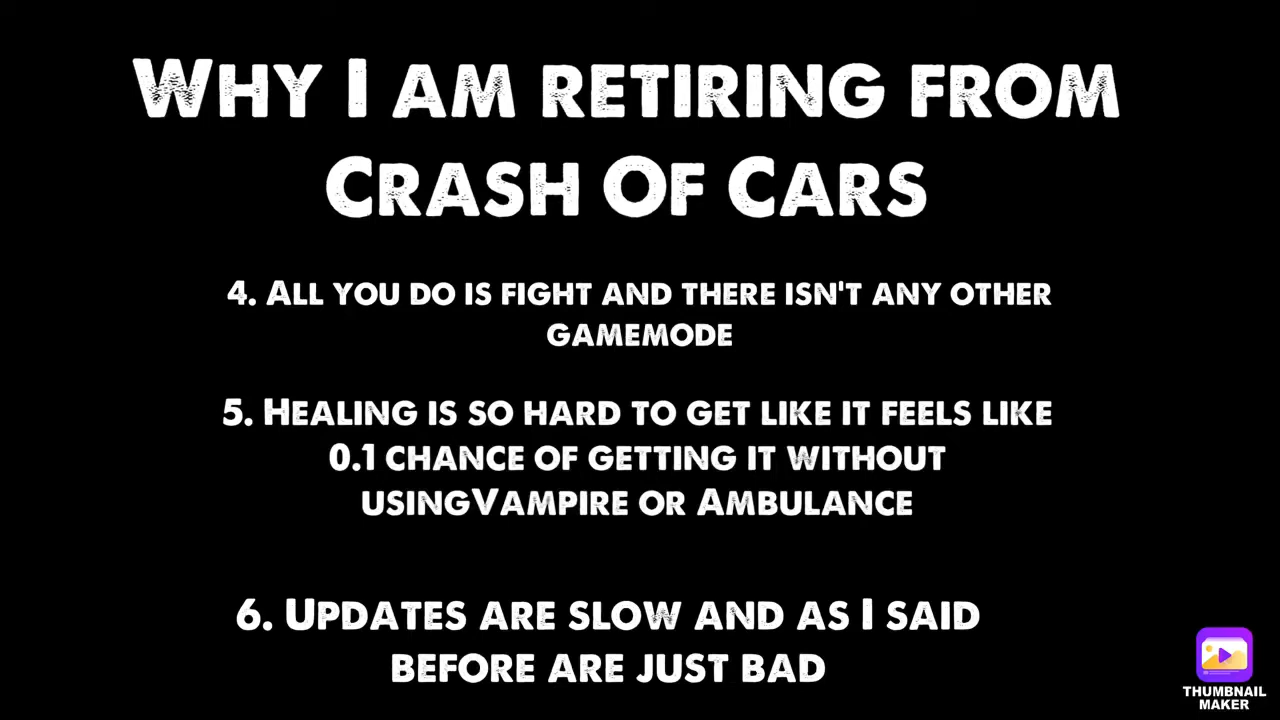 Why I am retiring from
Crash Of Cars
4. All you do is fight and there isn't any other
gamemode
5. Healing is so hard to get like it feels like
0.1 chance of getting it without
usingVampire or Ambulance
6. Updates are slow and as I said
before are just bad
THUMBNAIL
MAKER